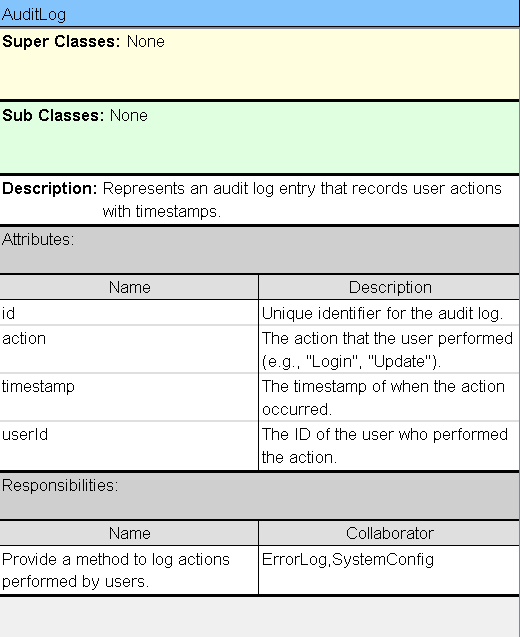 AuditLog
Super Classes: None
Sub Classes: None
Description: Represents an audit log entry that records user actions
with timestamps.
Attributes:
Name Description
id Unique identifier for the audit log.
action The action that the user performed
(e.g., "Login", "Update").
timestamp The timestamp of when the action
occurred.
userId The ID of the user who performed
the action.
Responsibilities:
Name Collaborator
Provide a method to log actions ErrorLog,SystemConfig
performed by users.